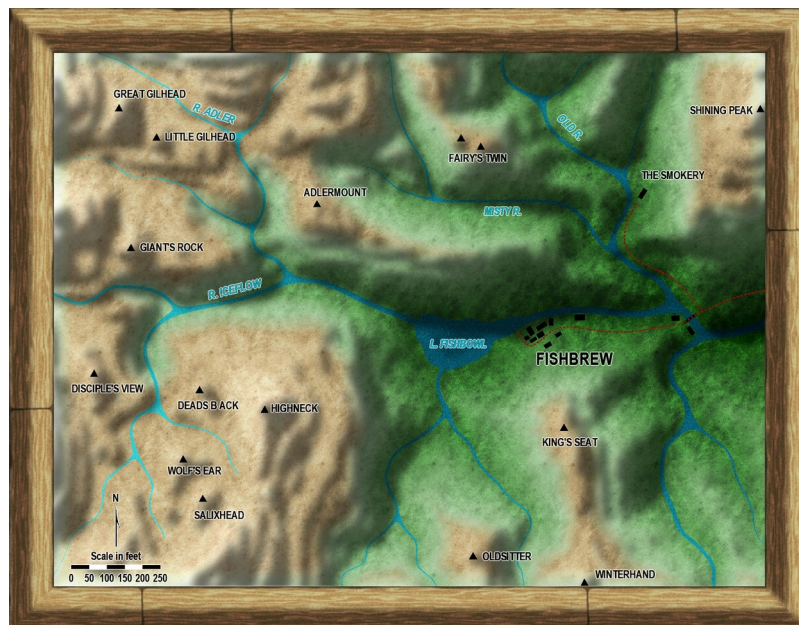 GREAT GILHEAD
R. ADLER
LITTLE GILHEAD
OLD R.
SHINING PEAK
FAIRY'S TWIN
THE SMOKERY
ADLERMOUNT
MISTY R.
GIANT'S ROCK
R. ICEFLOW
L. FISHBOWL
FISHBREW
DISCIPLE'S VIEW
DEADS BACK
HIGHNECK
KING'S SEAT
WOLF'S EAR
N
SALIXHEAD
Scale in feet
0 50 100 150 200 250
OLDSITTER
WINTERHAND